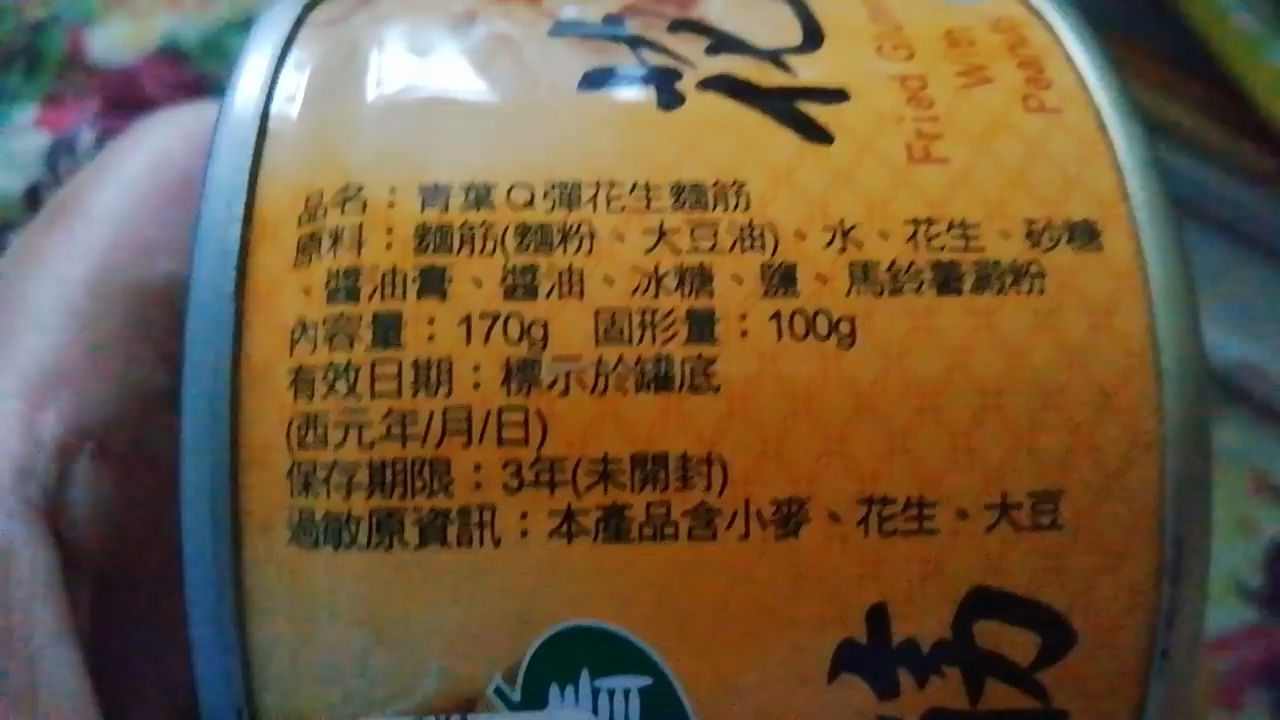 花
Fried
With
Peanu
品名：青葉Q彈花生麵筋
原料：麵筋(麵粉、大豆油)、水、花生、砂糖
、醬油膏、醬油、冰糖、鹽、馬鈴薯澱粉
內容量：170g 固形量：100g
有效日期：標示於罐底
(西元年/月/日)
保存期限：3年(未開封)
過敏原資訊：本產品含小麥、花生、大豆
筋